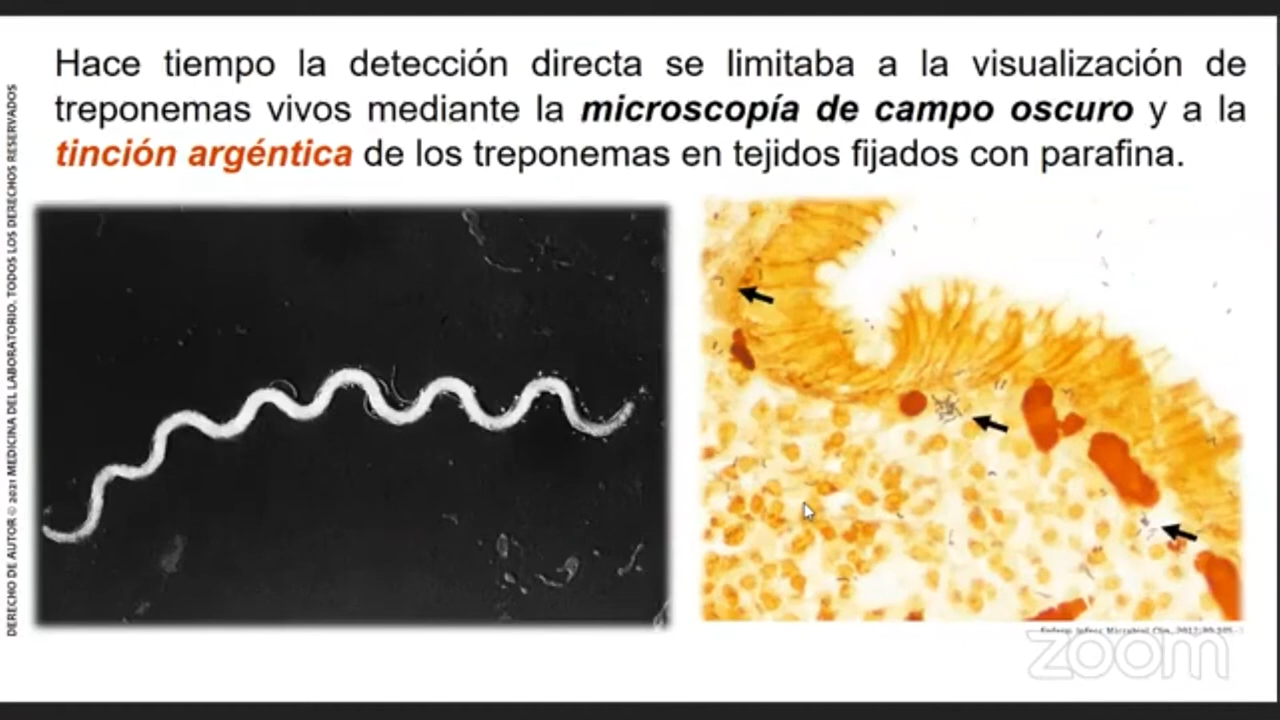 Hace tiempo la detección directa se limitaba a la visualización de
treponemas vivos mediante la microscopía de campo oscuro y a la
tinción argéntica de los treponemas en tejidos fijados con parafina.
DERECHO DE AUTOR © 2021 MEDICINA DEL LABORATORIO, TODOS LOS DERECHOS RESERVADOS
zoom